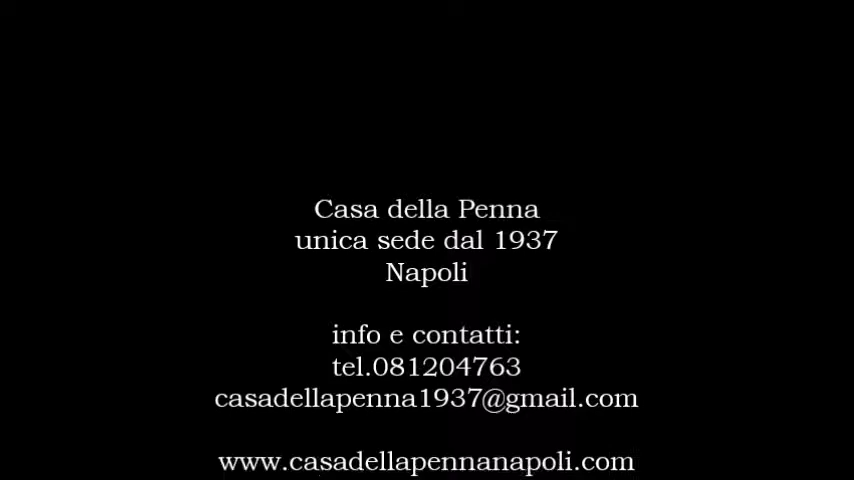 Casa della Penna
unica sede dal 1937
Napoli
info e contatti:
tel.081204763
casadellapenna1937@gmail.com
www.casadellapennanapoli.com